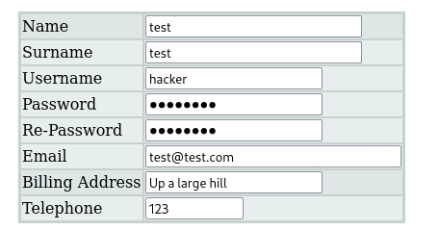 Name test
Surname test
Username hacker
Password ●●●●●●●●
Re-Password ●●●●●●●●
Email test@test.com
Billing Address Up a large hill
Telephone 123